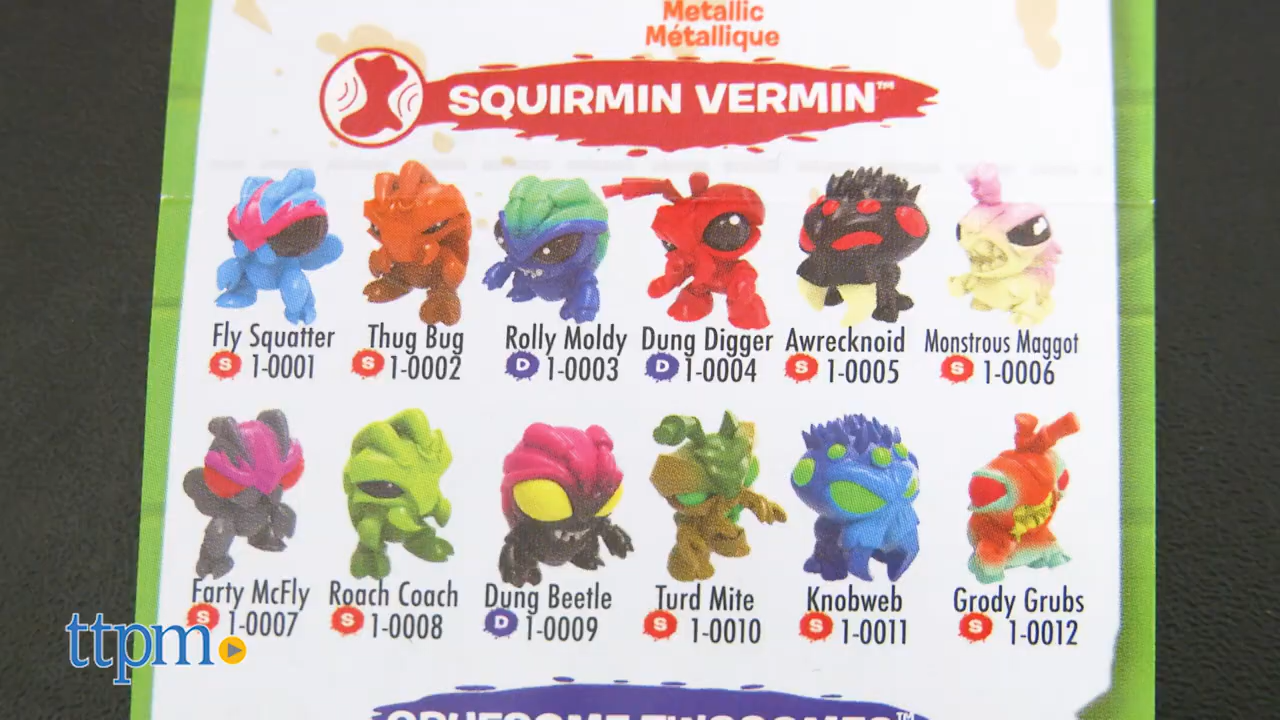 Metallic
Métallique
SQUIRMIN VERMIN™
Fly Squatter Thug Bug Rolly Moldy Dung Digger Awrecknoid Monstrous Maggot
S 1-0001 S 1-0002 D 1-0003 D 1-0004 S 1-0005 S 1-0006
Farty McFly Roach Coach Dung Beetle Turd Mite Knobweb Grody Grubs
S 1-0007 S 1-0008 D 1-0009 S 1-0010 S 1-0011 S 1-0012
ttpm
GRUESOME TWOSOMES™